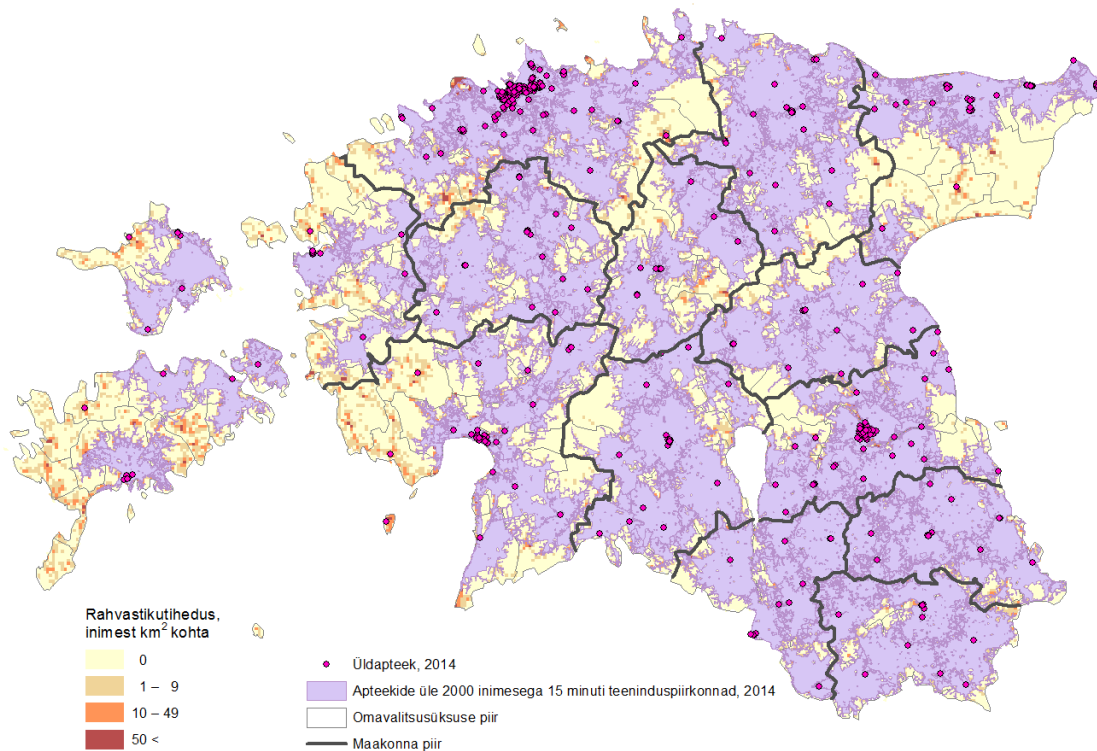 Rahvastikutihedus,
inimest km² kohta
0
1 – 9
10 – 49
50 <
Üldapteek, 2014
Apteekide üle 2000 inimesega 15 minuti teeninduspiirkonnad, 2014
Omavalitsusüksuse piir
Maakonna piir